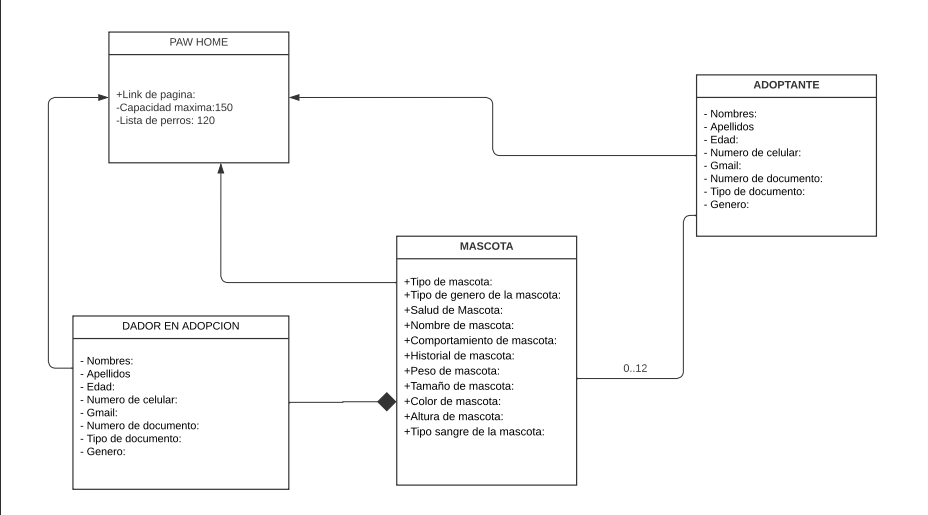 PAW HOME
+Link de pagina:
-Capacidad maxima:150
-Lista de perros: 120
ADOPTANTE
- Nombres:
- Apellidos
- Edad:
- Numero de celular:
- Gmail:
- Numero de documento:
- Tipo de documento:
- Genero:
MASCOTA
+Tipo de mascota:
+Tipo de genero de la mascota:
+Salud de Mascota:
+Nombre de mascota:
+Comportamiento de mascota:
+Historial de mascota:
+Peso de mascota:
+Tamaño de mascota:
+Color de mascota:
+Altura de mascota:
+Tipo sangre de la mascota:
0..12
DADOR EN ADOPCION
- Nombres:
- Apellidos
- Edad:
- Numero de celular:
- Gmail:
- Numero de documento:
- Tipo de documento:
- Genero: